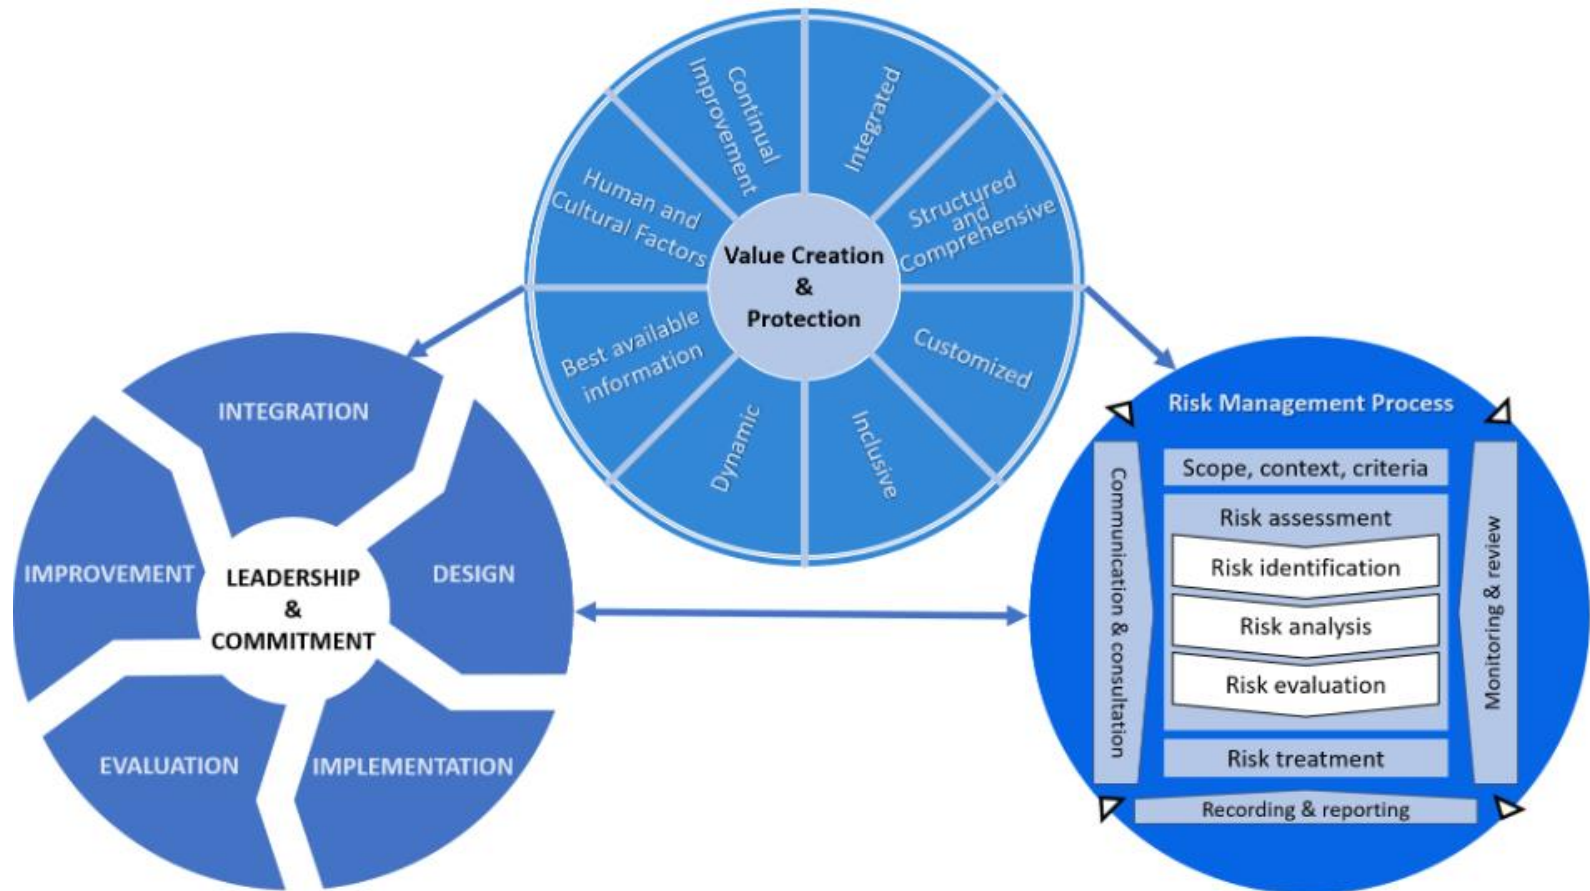 Continual
Improvement
Integrated
Structured
and
Comprehensive
Customized
Inclusive
Dynamic
Best available
information
Human and
Cultural Factors
Value Creation
&
Protection
INTEGRATION
DESIGN
IMPLEMENTATION
EVALUATION
IMPROVEMENT
LEADERSHIP
&
COMMITMENT
Risk Management Process
Communication & consultation
Scope, context, criteria
Risk assessment
Risk identification
Risk analysis
Risk evaluation
Risk treatment
Monitoring & review
Recording & reporting